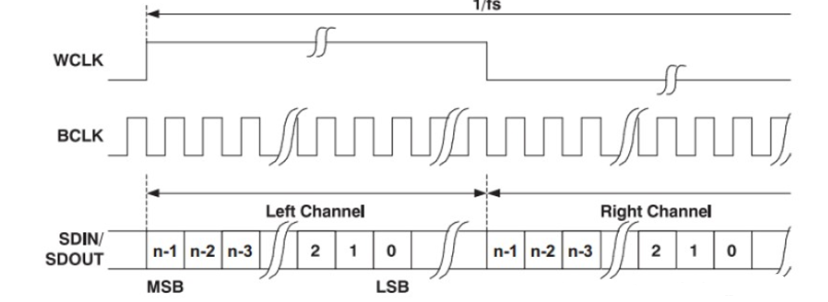 1/fs
WCLK
BCLK
Left Channel Right Channel
SDIN/
SDOUT
n-1 n-2 n-3 2 1 0 n-1 n-2 n-3 2 1 0
MSB LSB